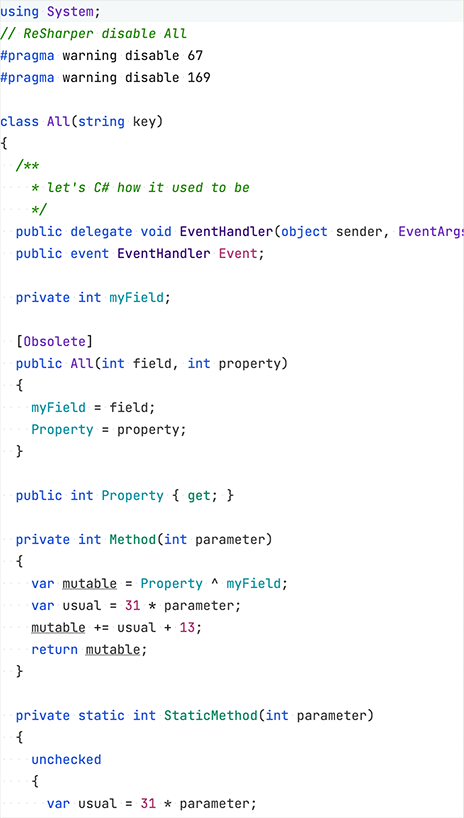 using System;
// ReSharper disable All
#pragma warning disable 67
#pragma warning disable 169
class All(string key)
{
/**
* let's C# how it used to be
*/
public delegate void EventHandler(object sender, EventArgs
public event EventHandler Event;
private int myField;
[Obsolete]
public All(int field, int property)
{
myField = field;
Property = property;
}
public int Property { get; }
private int Method(int parameter)
{
var mutable = Property ^ myField;
var usual = 31 * parameter;
mutable += usual + 13;
return mutable;
}
private static int StaticMethod(int parameter)
{
unchecked
{
var usual = 31 * parameter;